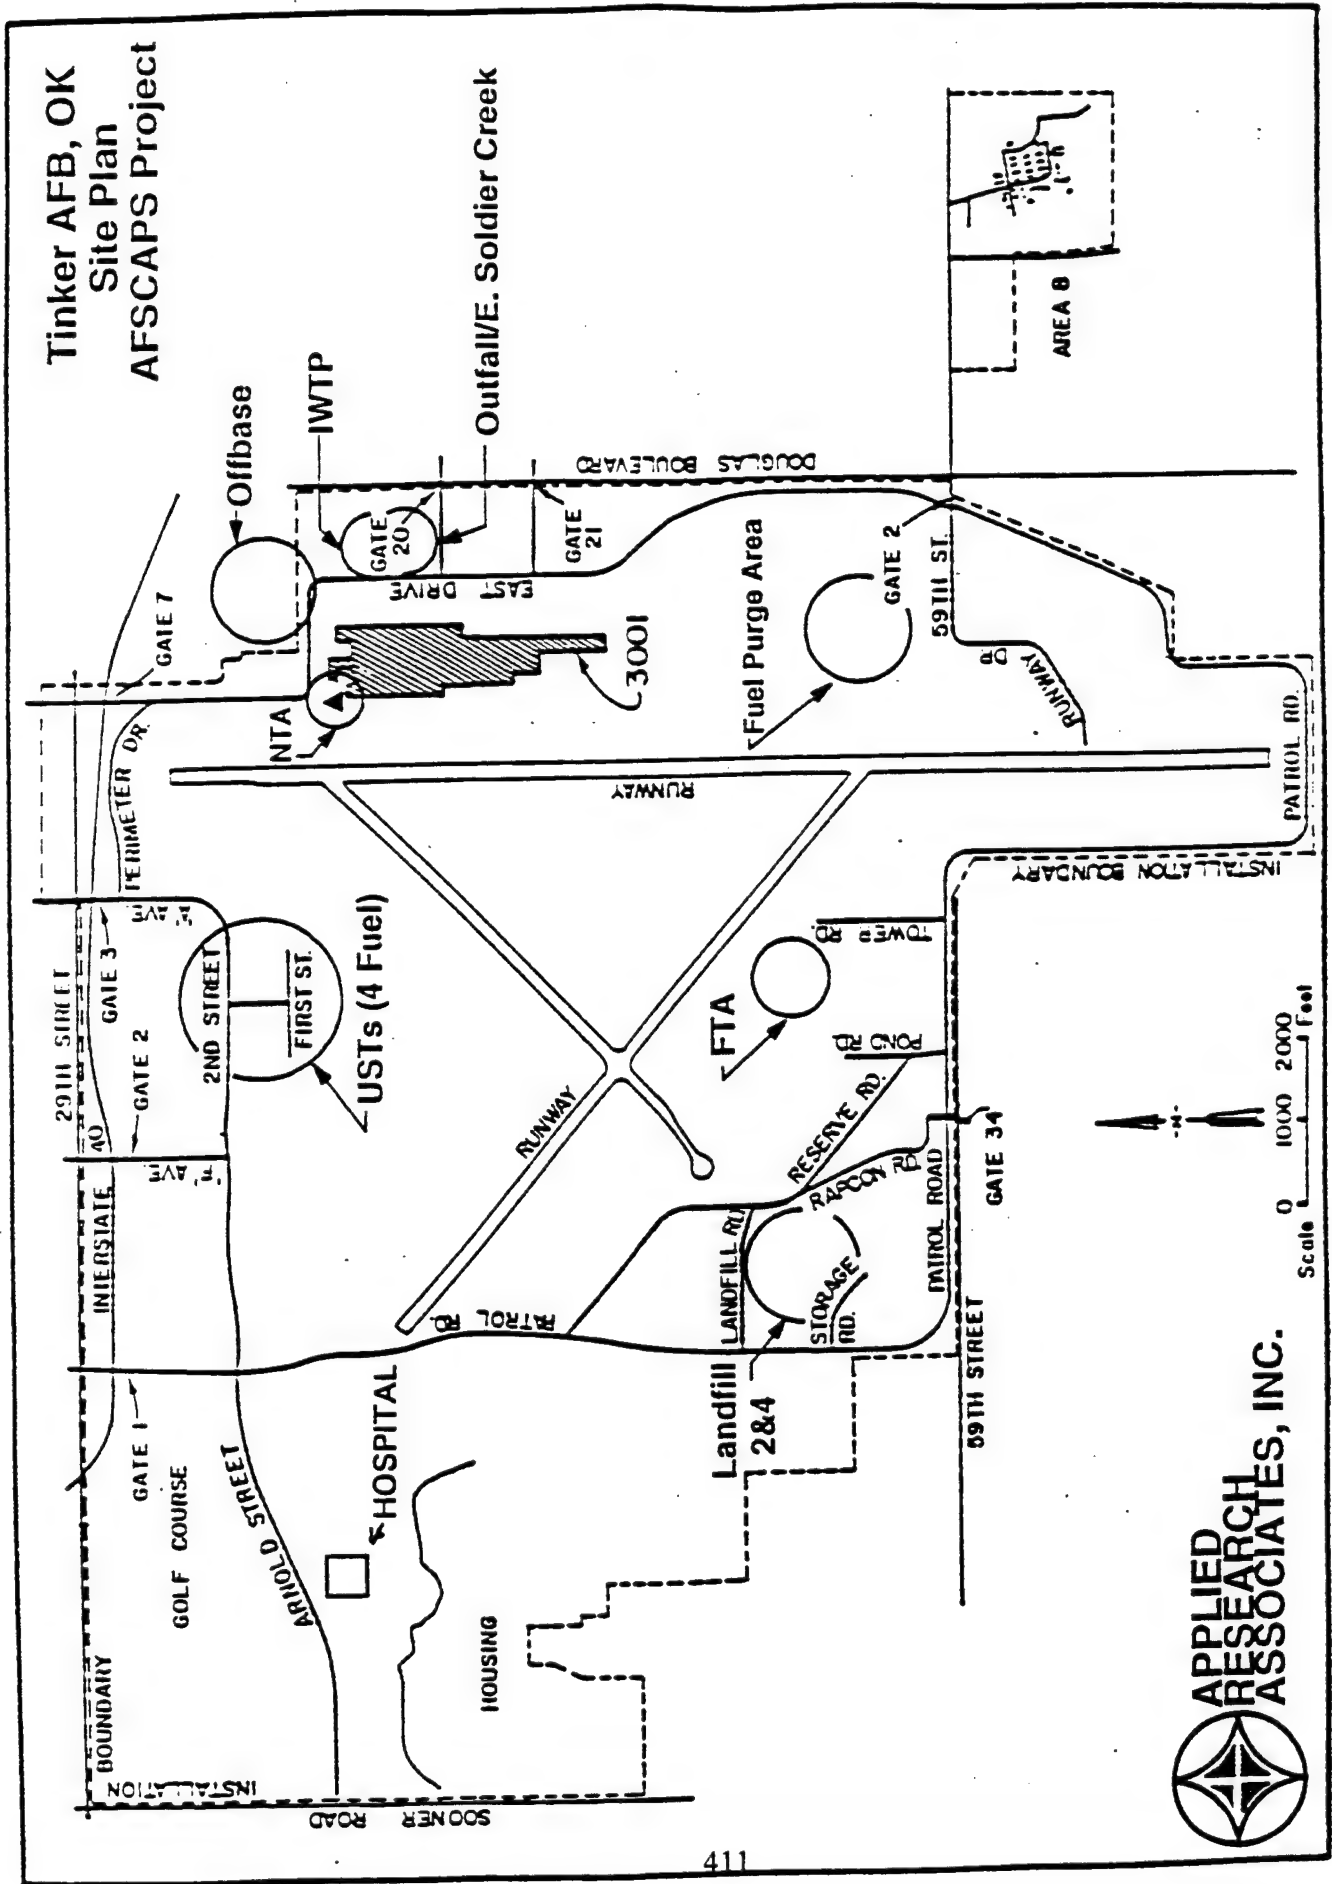 Tinker AFB, OK
Site Plan
AFSCAPS Project
Offbase
IWTP
Outfall/E. Soldier Creek
GATE 7
GATE
20
GATE
21
EAST DRIVE
DOUGLAS BOULEVARD
NTA
3001
Fuel Purge Area
GATE 2
59TH ST.
RUNWAY
DR
AREA 8
PERIMETER DR.
RUNWAY
PATROL RD.
INSTALLATION BOUNDARY
29TH STREET
GATE 3
'A' AVE.
2ND STREET
FIRST ST.
USTs (4 Fuel)
GATE 2
INTERSTATE
40
'B' AVE.
RUNWAY
FTA
TOWER RD.
POND RD.
RESERVE RD.
RAPCON RD.
GATE 34
PATROL ROAD
LANDFILL RD
STORAGE
RD.
PATROL
RD.
Landfill
2&4
59TH STREET
GATE 1
GOLF COURSE
ARNOLD STREET
HOSPITAL
HOUSING
BOUNDARY
INSTALLATION
SOONER ROAD
N
0 1000 2000
Scale Feet
APPLIED
RESEARCH
ASSOCIATES, INC.
411